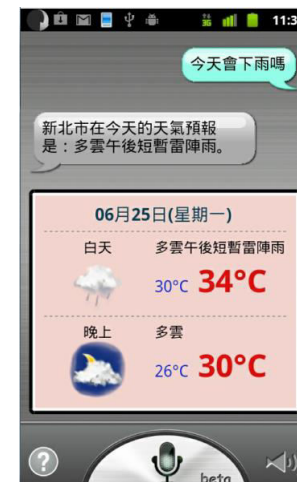 3G 11:3
今天會下雨嗎
新北市在今天的天氣預報
是：多雲午後短暫雷陣雨。
06月25日(星期一)
白天 多雲午後短暫雷陣雨
30°C 34°C
晚上 多雲
26°C 30°C
?
beta